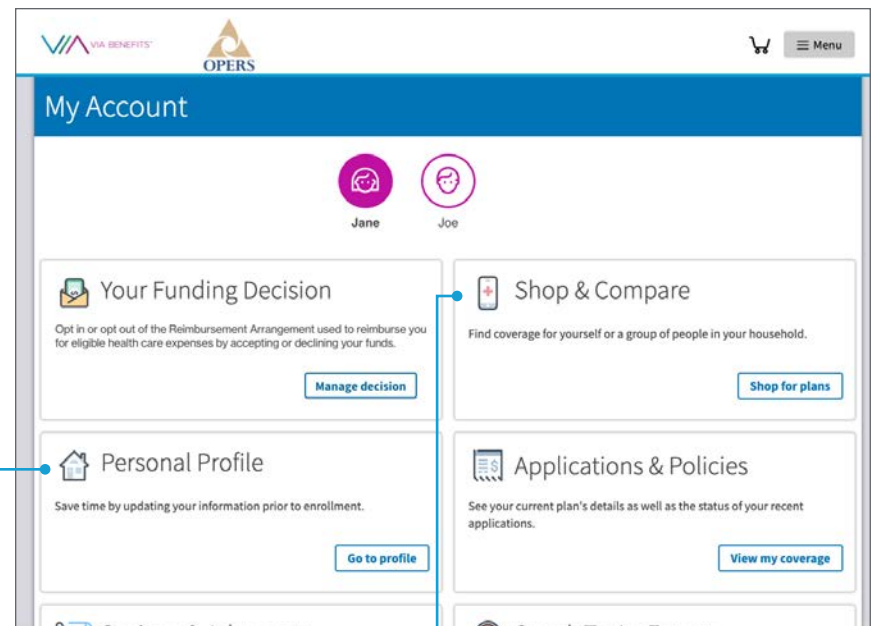 VIA BENEFITS™
OPERS
Menu
My Account
Jane
Joe
Your Funding Decision
Opt in or opt out of the Reimbursement Arrangement used to reimburse you
for eligible health care expenses by accepting or declining your funds.
Manage decision
Shop & Compare
Find coverage for yourself or a group of people in your household.
Shop for plans
Personal Profile
Save time by updating your information prior to enrollment.
Go to profile
Applications & Policies
See your current plan's details as well as the status of your recent
applications.
View my coverage